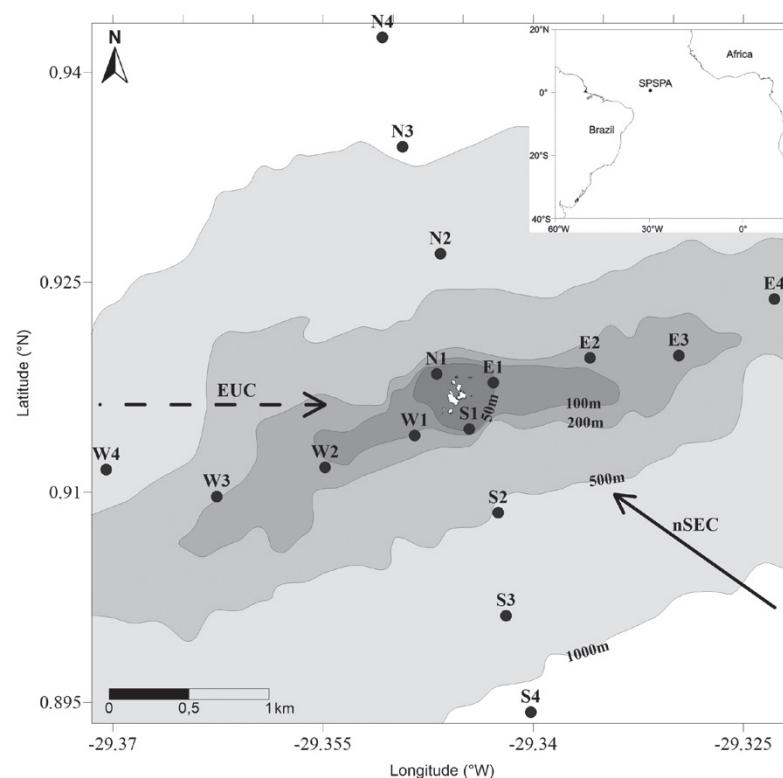 N
N4
0.94
N3
N2
0.925
E4
E2
E3
N1
E1
EUC
50m
100m
200m
S1
W1
W2
W4
W3
0.91
500m
S2
nSEC
S3
1000m
0.895
S4
0
0,5
1km
-29.37
-29.355
-29.34
-29.325
Longitude (°W)
Latitude (°N)
20°N
Africa
SPSPA
0°
Brazil
20°S
40°S
60°W
30°W
0°